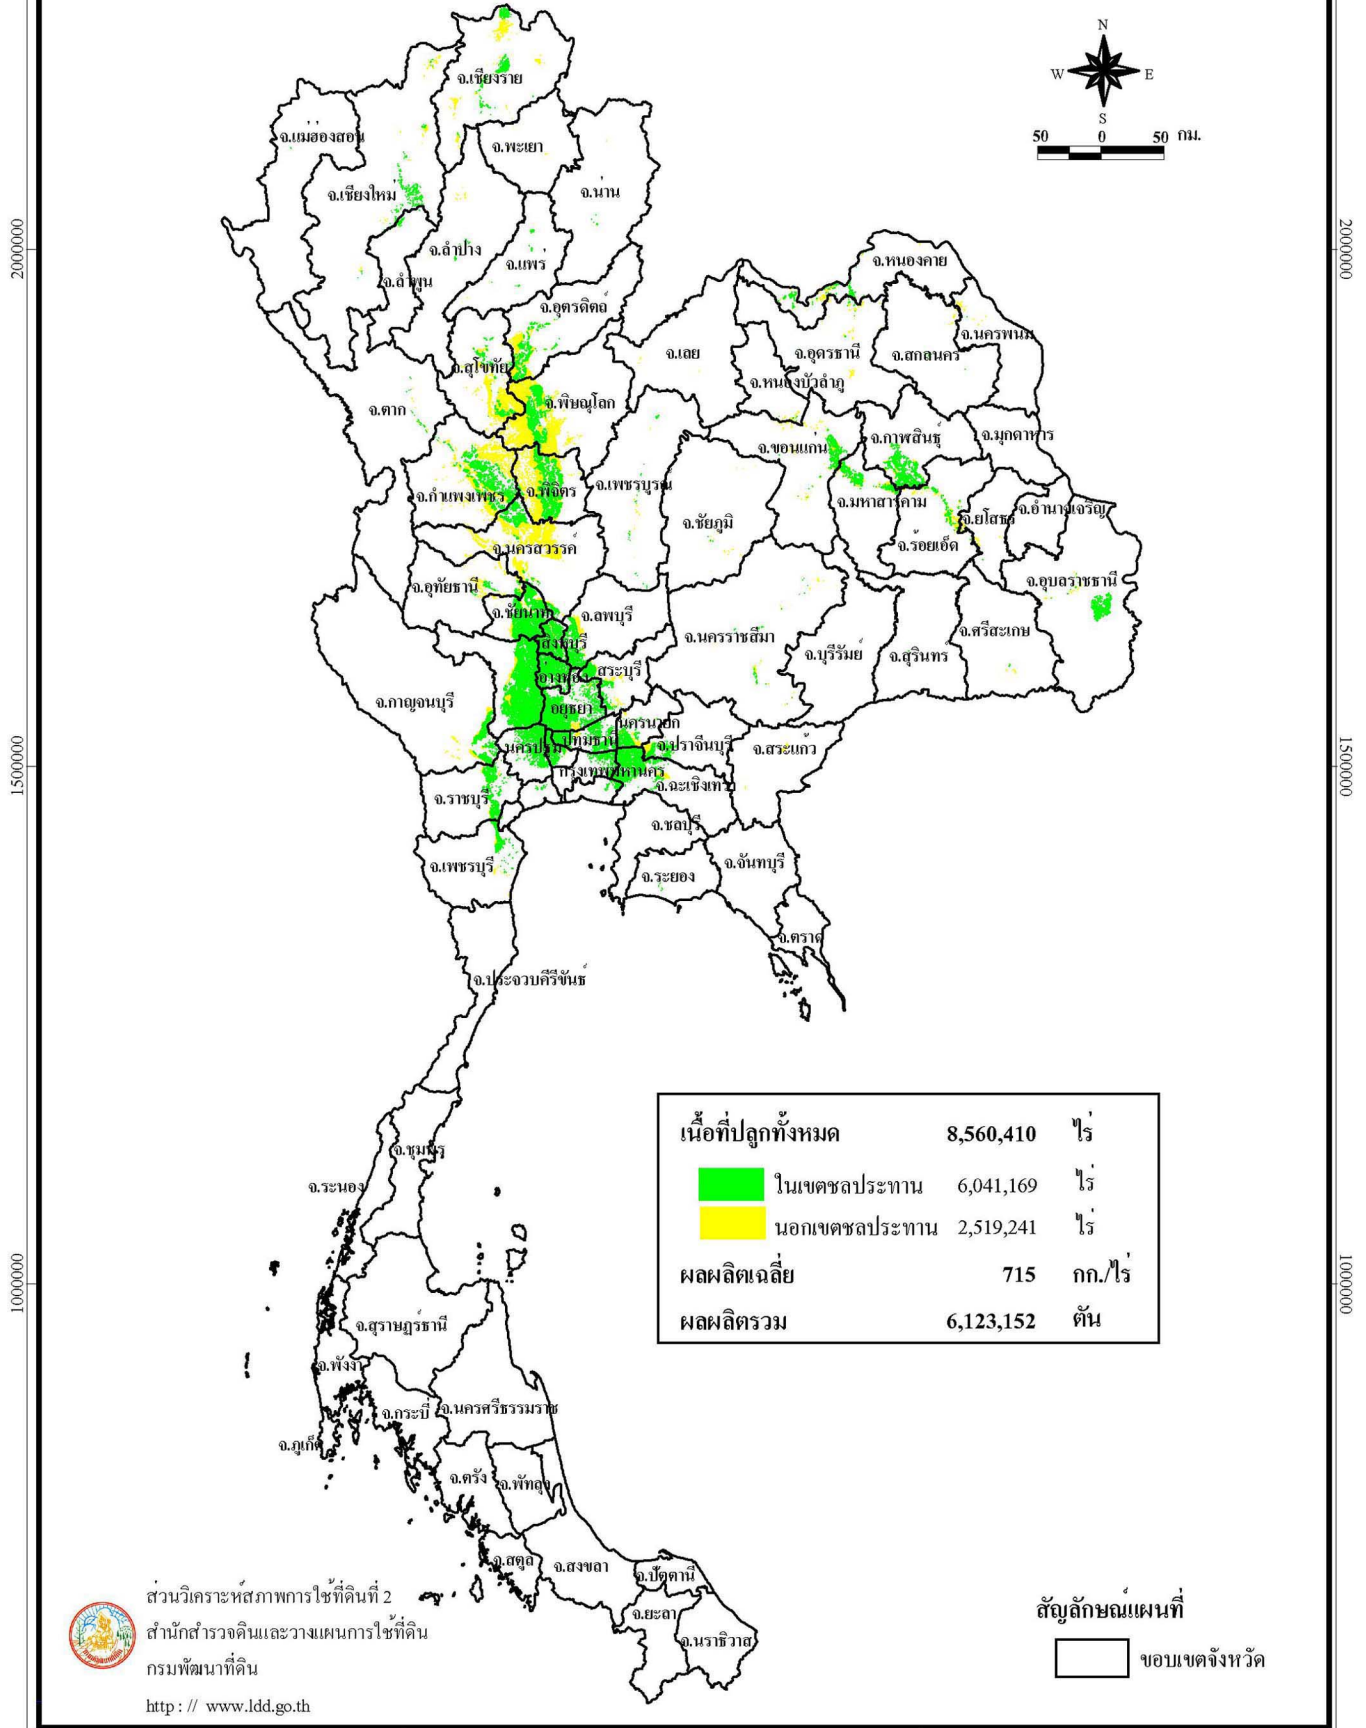 N
W E
S
50 0 50 กม.
2000000
2000000
1500000
1500000
1000000
1000000
จ.เชียงราย
จ.แม่ฮ่องสอน
จ.พะเยา
จ.เชียงใหม่
จ.น่าน
จ.ลำปาง
จ.แพร่
จ.ลำพูน
จ.หนองคาย
จ.อุตรดิตถ์
จ.นครพนม
จ.เลย
จ.อุดรธานี
จ.สกลนคร
จ.สุโขทัย
จ.หนองบัวลำภู
จ.ตาก
จ.พิษณุโลก
จ.ขอนแก่น
จ.กาฬสินธุ์
จ.มุกดาหาร
จ.กำแพงเพชร
จ.พิจิตร
จ.เพชรบูรณ์
จ.ชัยภูมิ
จ.มหาสารคาม
จ.ยโสธร
จ.อำนาจเจริญ
จ.ร้อยเอ็ด
จ.นครสวรรค์
จ.อุทัยธานี
จ.อุบลราชธานี
จ.ชัยนาท
จ.ลพบุรี
จ.นครราชสีมา
จ.ศรีสะเกษ
สิงห์บุรี
จ.บุรีรัมย์
จ.สุรินทร์
อ่างทอง
สระบุรี
จ.กาญจนบุรี
อยุธยา
นครนายก
นครปฐม
ปทุมธานี
จ.ปราจีนบุรี
จ.สระแก้ว
กรุงเทพมหานคร
จ.ฉะเชิงเทรา
จ.ราชบุรี
จ.ชลบุรี
จ.เพชรบุรี
จ.ระยอง
จ.จันทบุรี
จ.ตราด
จ.ประจวบคีรีขันธ์
จ.ชุมพร
จ.ระนอง
จ.สุราษฎร์ธานี
จ.พังงา
จ.กระบี่
จ.นครศรีธรรมราช
จ.ภูเก็ต
จ.ตรัง
จ.พัทลุง
จ.สตูล
จ.สงขลา
จ.ปัตตานี
จ.ยะลา
จ.นราธิวาส
เนื้อที่ปลูกทั้งหมด 8,560,410 ไร่
ในเขตชลประทาน 6,041,169 ไร่
นอกเขตชลประทาน 2,519,241 ไร่
ผลผลิตเฉลี่ย 715 กก./ไร่
ผลผลิตรวม 6,123,152 ตัน
ส่วนวิเคราะห์สภาพการใช้ที่ดินที่ 2
สำนักสำรวจดินและวางแผนการใช้ที่ดิน
กรมพัฒนาที่ดิน
http : // www.ldd.go.th
สัญลักษณ์แผนที่
ขอบเขตจังหวัด